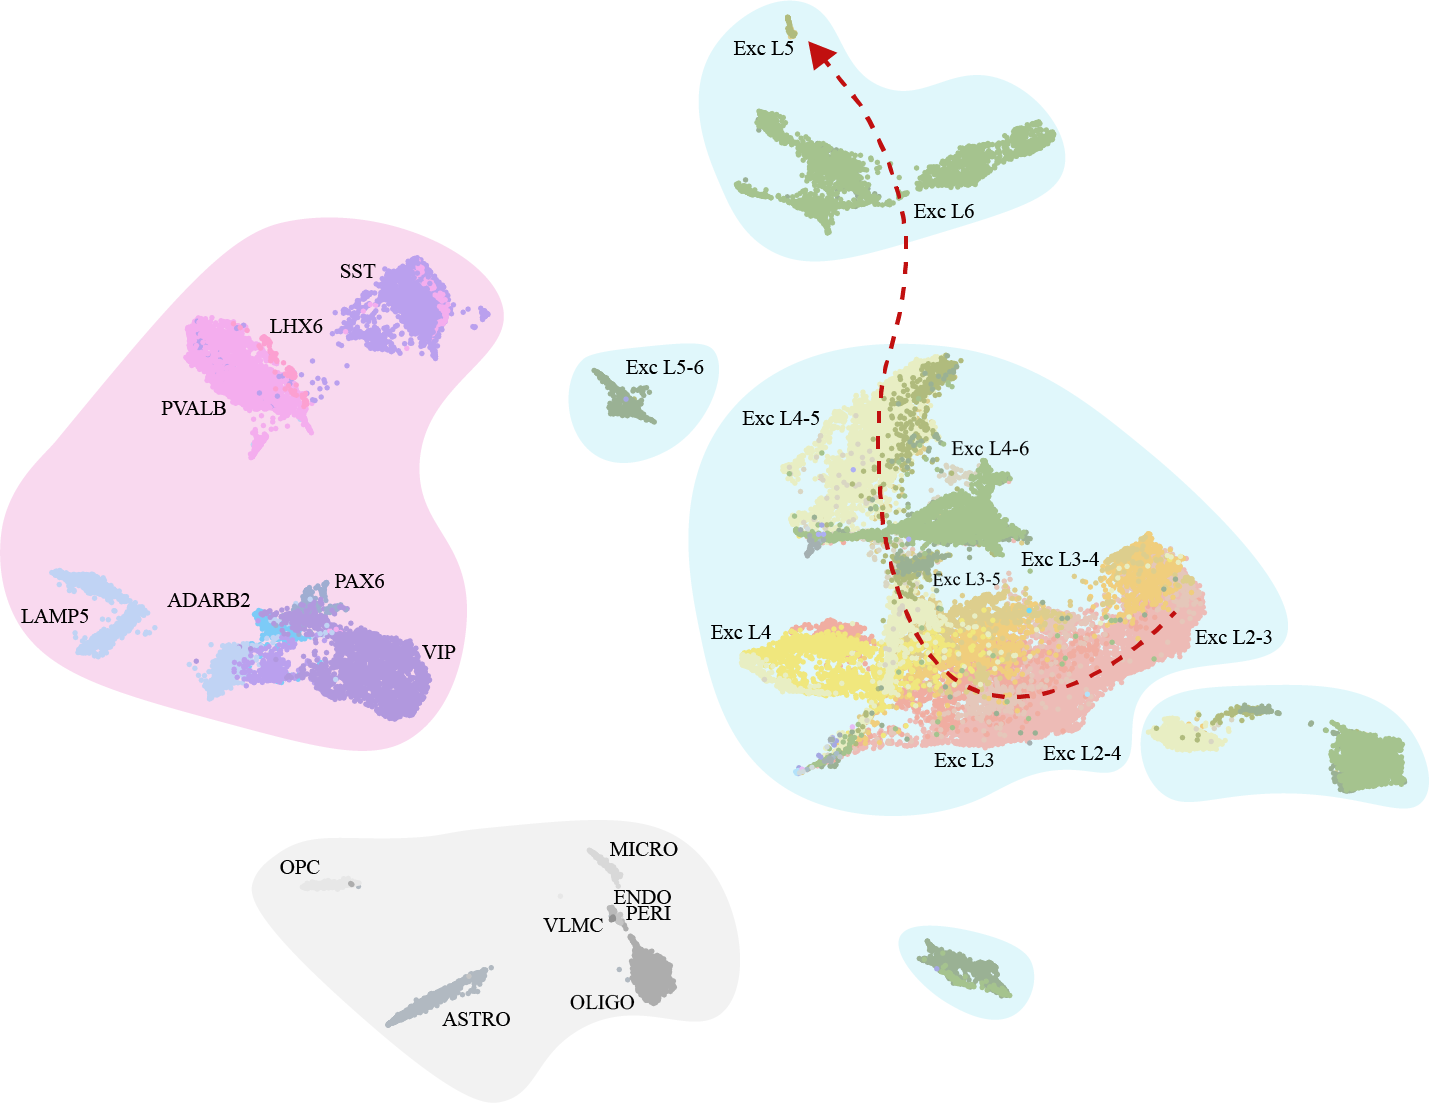 Exc L5
Exc L6
SST
LHX6
PVALB
Exc L5-6
Exc L4-5
Exc L4-6
Exc L3-4
Exc L3-5
PAX6
ADARB2
LAMP5
VIP
Exc L4
Exc L2-3
Exc L3
Exc L2-4
MICRO
OPC
ENDO
PERI
VLMC
OLIGO
ASTRO